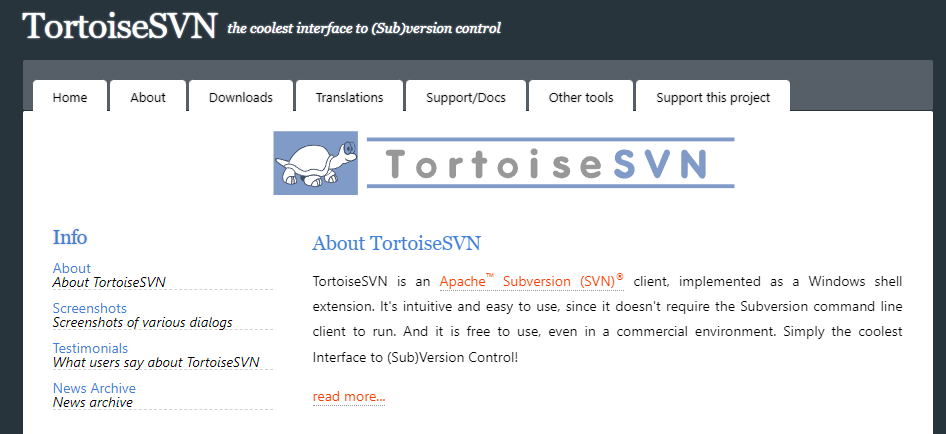 TortoiseSVN the coolest interface to (Sub)version control
Home About Downloads Translations Support/Docs Other tools Support this project
TortoiseSVN
Info
About
About TortoiseSVN
Screenshots
Screenshots of various dialogs
Testimonials
What users say about TortoiseSVN
News Archive
News archive
About TortoiseSVN
TortoiseSVN is an Apache™ Subversion (SVN)® client, implemented as a Windows shell
extension. It's intuitive and easy to use, since it doesn't require the Subversion command line
client to run. And it is free to use, even in a commercial environment. Simply the coolest
Interface to (Sub)Version Control!
read more...